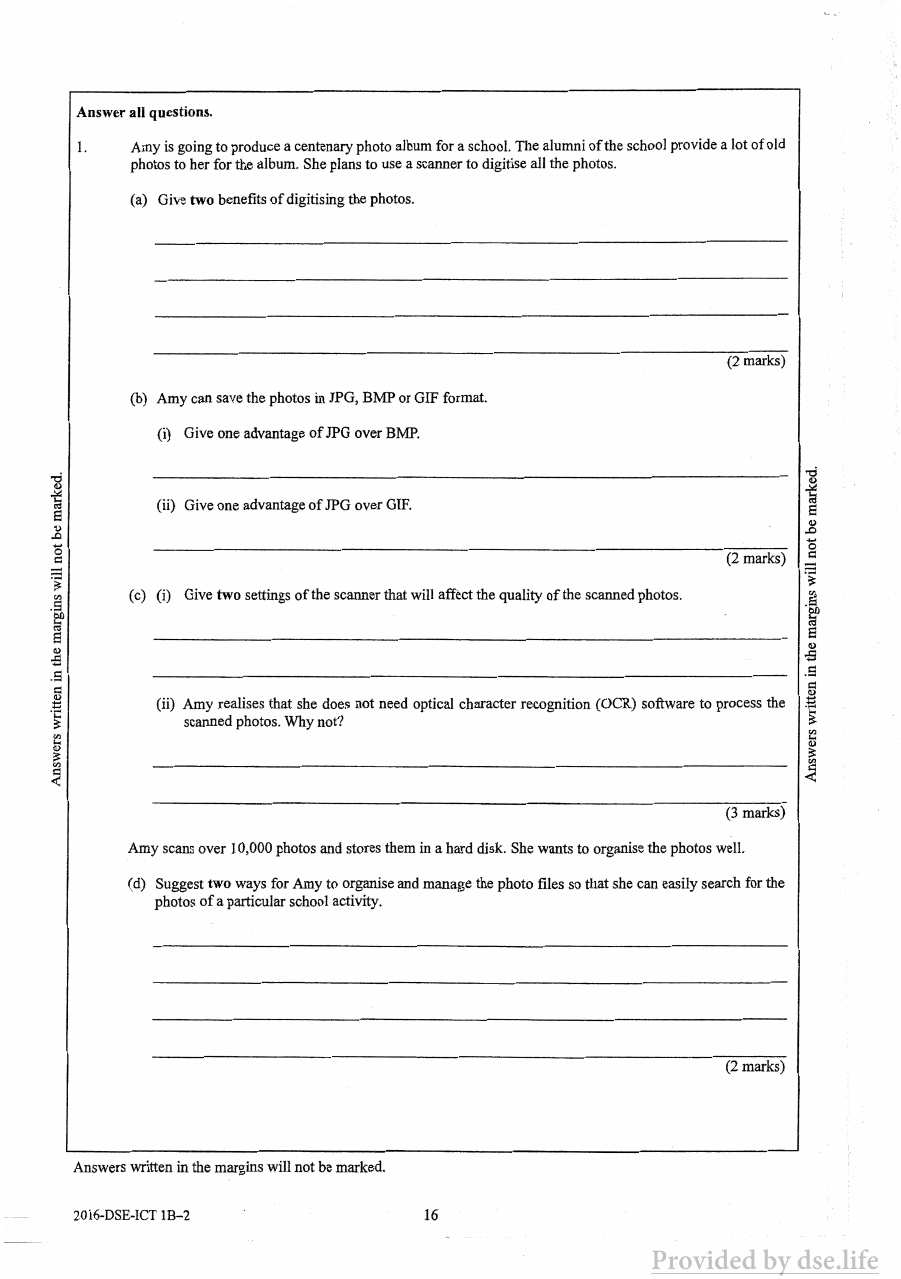 Answer all questions.
1. Amy is going to produce a centenary photo album for a school. The alumni of the school provide a lot of old
photos to her for the album. She plans to use a scanner to digitise all the photos.
(a) Give two benefits of digitising the photos.
(2 marks)
(b) Amy can save the photos in JPG, BMP or GIF format.
(i) Give one advantage of JPG over BMP.
(ii) Give one advantage of JPG over GIF.
(2 marks)
(c) (i) Give two settings of the scanner that will affect the quality of the scanned photos.
(ii) Amy realises that she does not need optical character recognition (OCR) software to process the
scanned photos. Why not?
(3 marks)
Amy scans over 10,000 photos and stores them in a hard disk. She wants to organise the photos well.
(d) Suggest two ways for Amy to organise and manage the photo files so that she can easily search for the
photos of a particular school activity.
(2 marks)
Answers written in the margins will not be marked.
Answers written in the margins will not be marked.
Answers written in the margins will not be marked.
2016-DSE-ICT 1B–2
16
Provided by dse.life